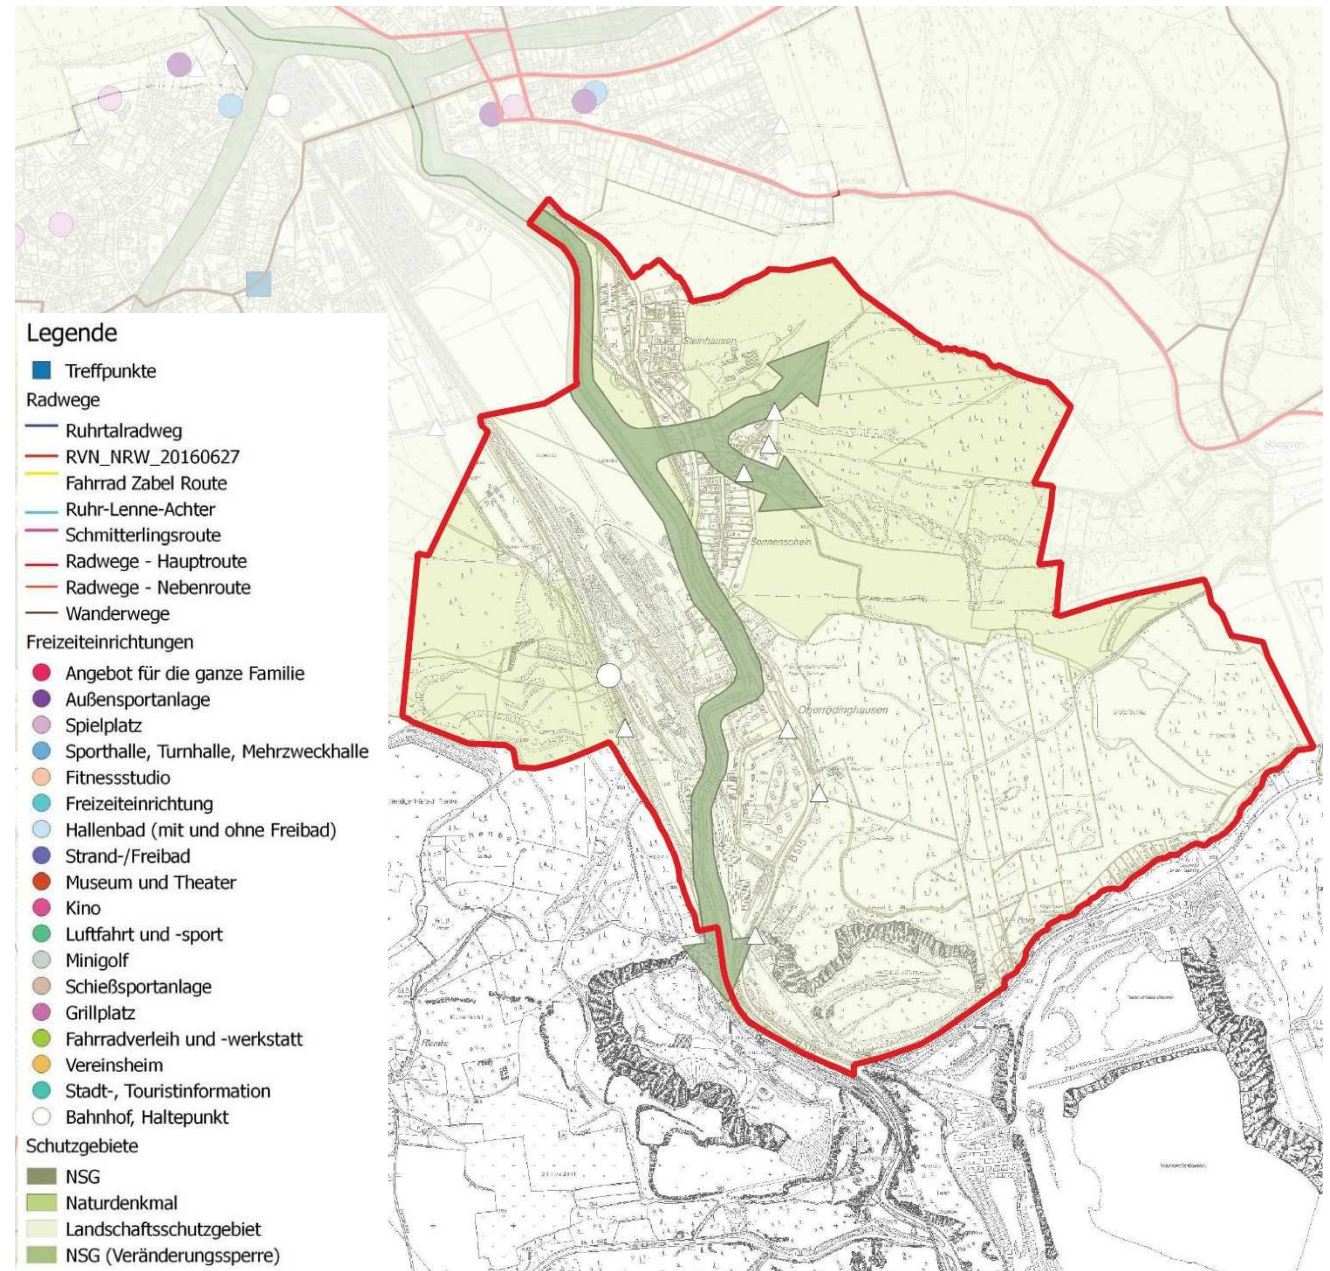 Legende
Treffpunkte
Radwege
Ruhrtalradweg
RVN_NRW_20160627
Fahrrad Zabel Route
Ruhr-Lenne-Achter
Schmitterlingsroute
Radwege - Hauptroute
Radwege - Nebenroute
Wanderwege
Freizeiteinrichtungen
Angebot für die ganze Familie
Außensportanlage
Spielplatz
Sporthalle, Turnhalle, Mehrzweckhalle
Fitnessstudio
Freizeiteinrichtung
Hallenbad (mit und ohne Freibad)
Strand-/Freibad
Museum und Theater
Kino
Luftfahrt und -sport
Minigolf
Schießsportanlage
Grillplatz
Fahrradverleih und -werkstatt
Vereinsheim
Stadt-, Touristinformation
Bahnhof, Haltepunkt
Schutzgebiete
NSG
Naturdenkmal
Landschaftsschutzgebiet
NSG (Veränderungssperre)
Steinhausen
Sonnenschein
Oberrödinghausen